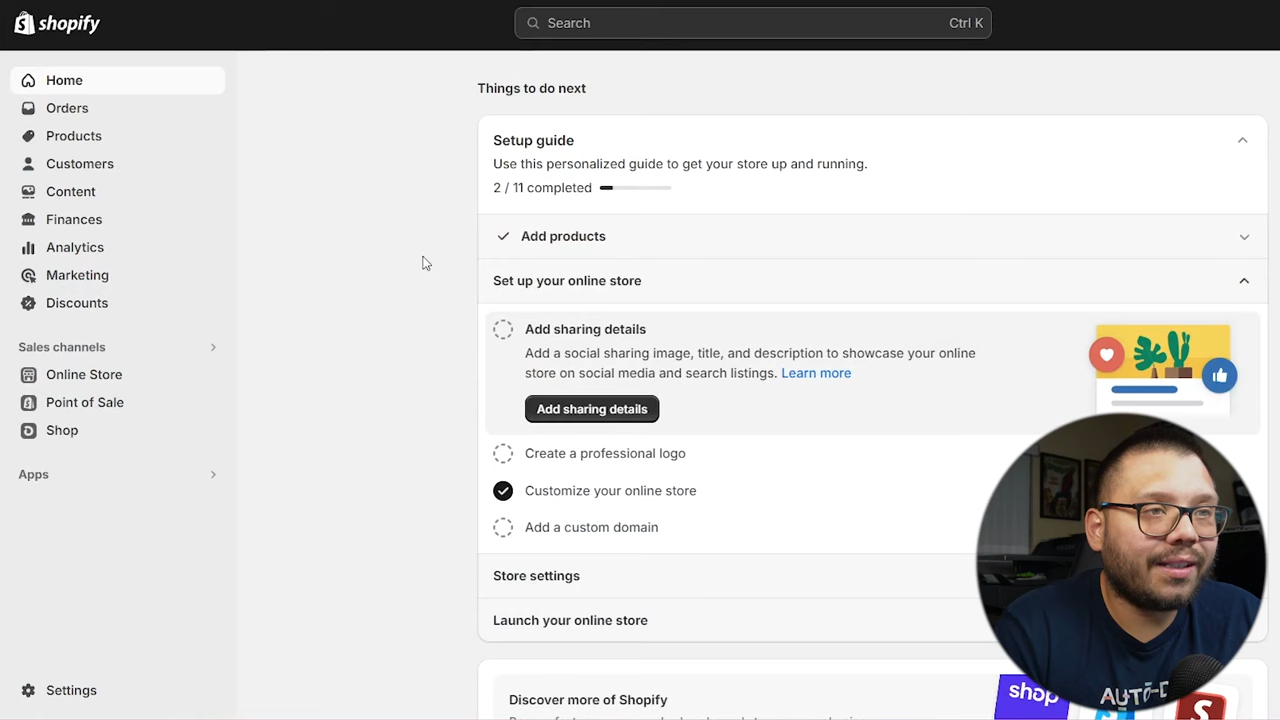 shopify
Search
Ctrl K
Home
Orders
Products
Customers
Content
Finances
Analytics
Marketing
Discounts
Sales channels
Online Store
Point of Sale
Shop
Apps
Settings
Things to do next
Setup guide
Use this personalized guide to get your store up and running.
2 / 11 completed
Add products
Set up your online store
Add sharing details
Add a social sharing image, title, and description to showcase your online
store on social media and search listings. Learn more
Add sharing details
Create a professional logo
Customize your online store
Add a custom domain
Store settings
Launch your online store
Discover more of Shopify
shop
S